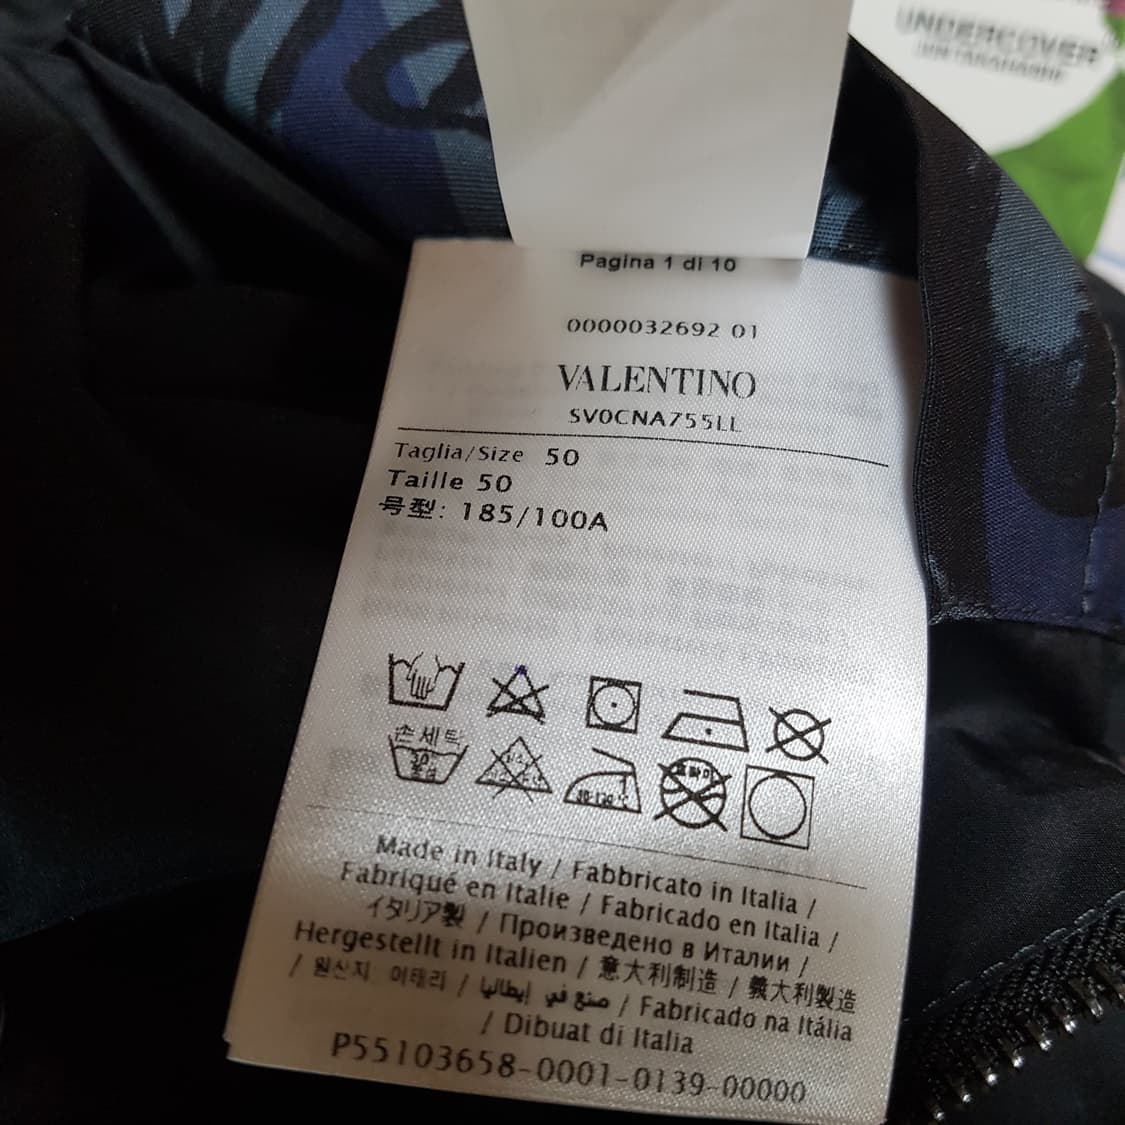 UNDERCOVER
Pagina 1 di 10
0000032692 01
VALENTINO
SV0CNA755LL
Taglia/Size 50
Taille 50
号型: 185/100A
손세탁
Made in Italy / Fabbricato in Italia /
Fabriqué en Italie / Fabricado en Italia /
イタリア製 / Произведено в Италии /
Hergestellt in Italien / 意大利制造 / 義大利製造
/ 원산지 이태리 / صنع في إيطاليا / Fabricado na Itália
/ Dibuat di Italia
P55103658-0001-0139-00000